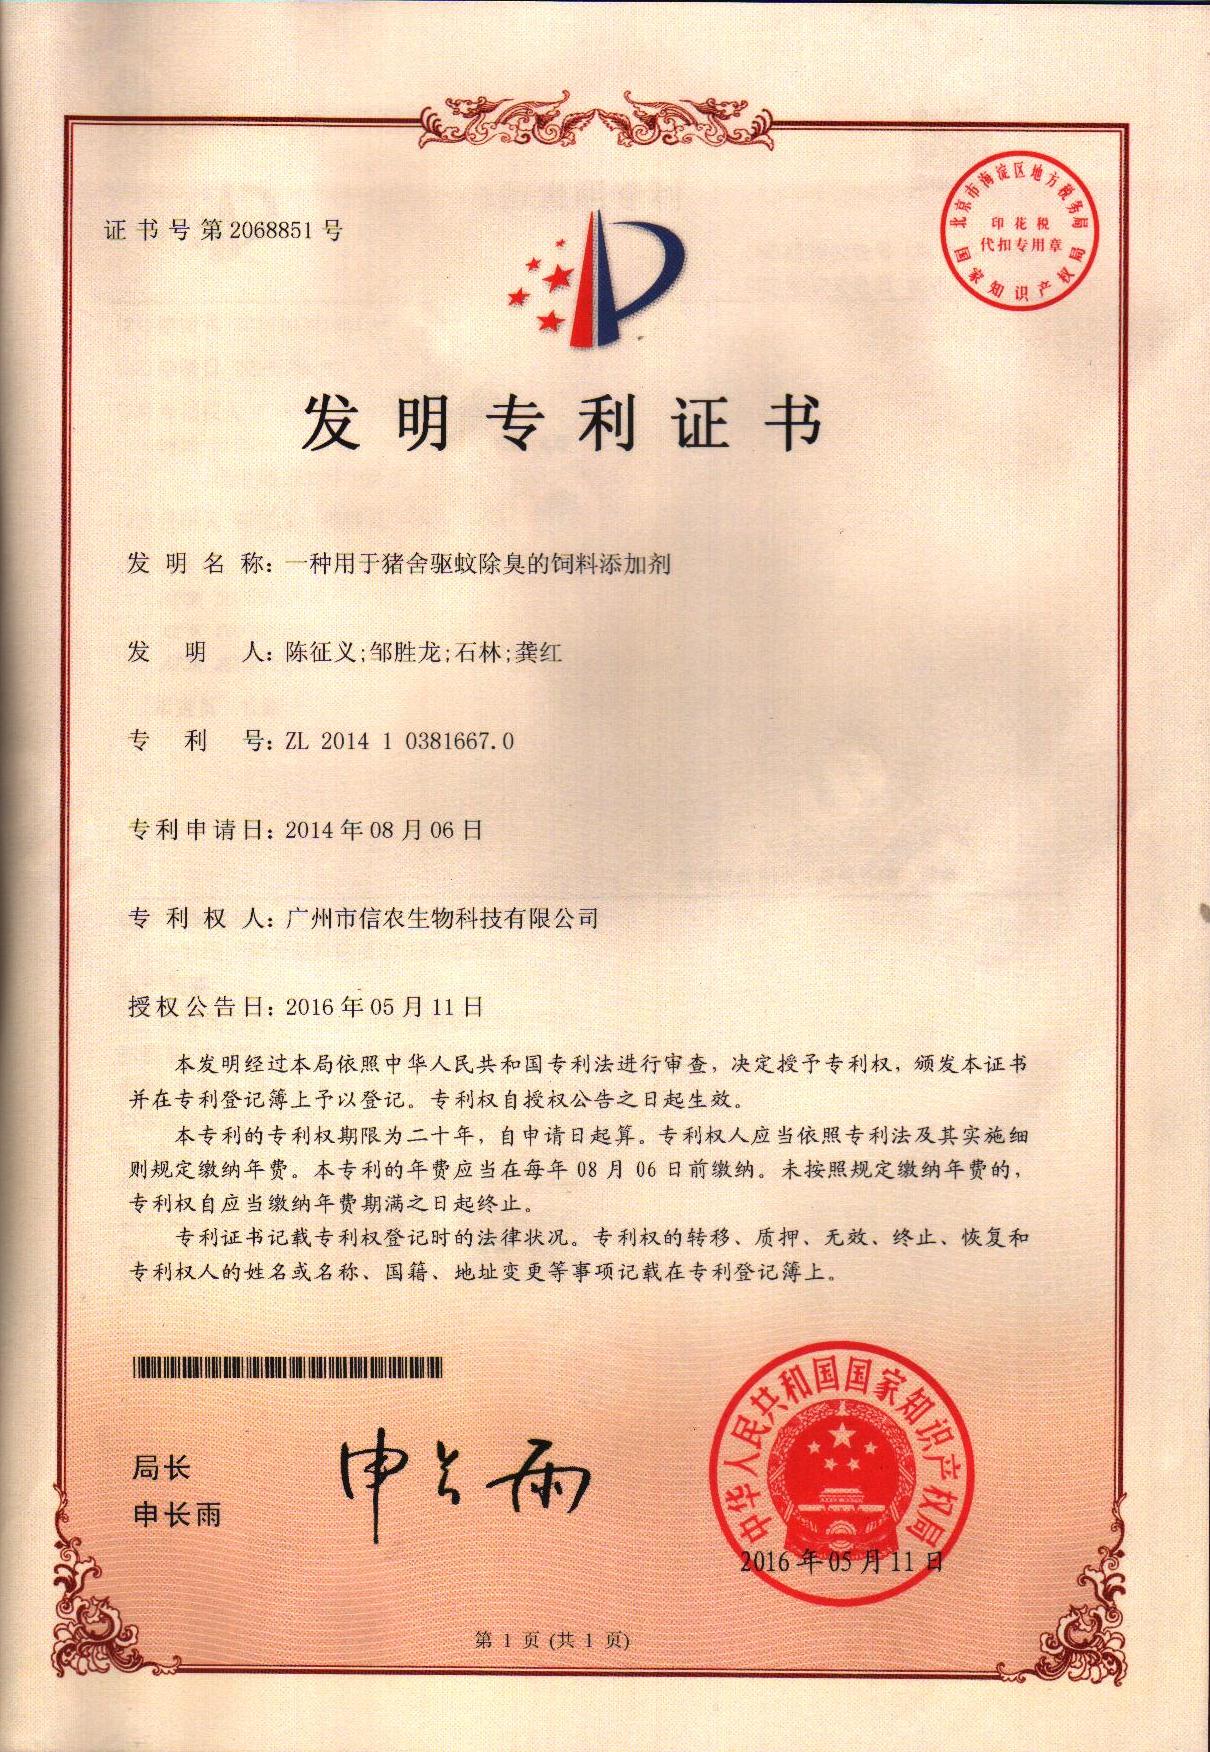 证书号第2068851号
北京市海淀区地方税务局
印花税
代扣专用章
国家知识产权局
发明专利证书
发明名称：一种用于猪舍驱蚊除臭的饲料添加剂
发明人：陈征义;邹胜龙;石林;龚红
专利号：ZL 2014 1 0381667.0
专利申请日：2014年08月06日
专利权人：广州市信农生物科技有限公司
授权公告日：2016年05月11日
本发明经过本局依照中华人民共和国专利法进行审查，决定授予专利权，颁发本证书
并在专利登记簿上予以登记。专利权自授权公告之日起生效。
本专利的专利权期限为二十年，自申请日起算。专利权人应当依照专利法及其实施细
则规定缴纳年费。本专利的年费应当在每年08月06日前缴纳。未按照规定缴纳年费的，
专利权自应当缴纳年费期满之日起终止。
专利证书记载专利权登记时的法律状况。专利权的转移、质押、无效、终止、恢复和
专利权人的姓名或名称、国籍、地址变更等事项记载在专利登记簿上。
局长
申长雨
申长雨
中华人民共和国国家知识产权局
2016年05月11日
第1页(共1页)